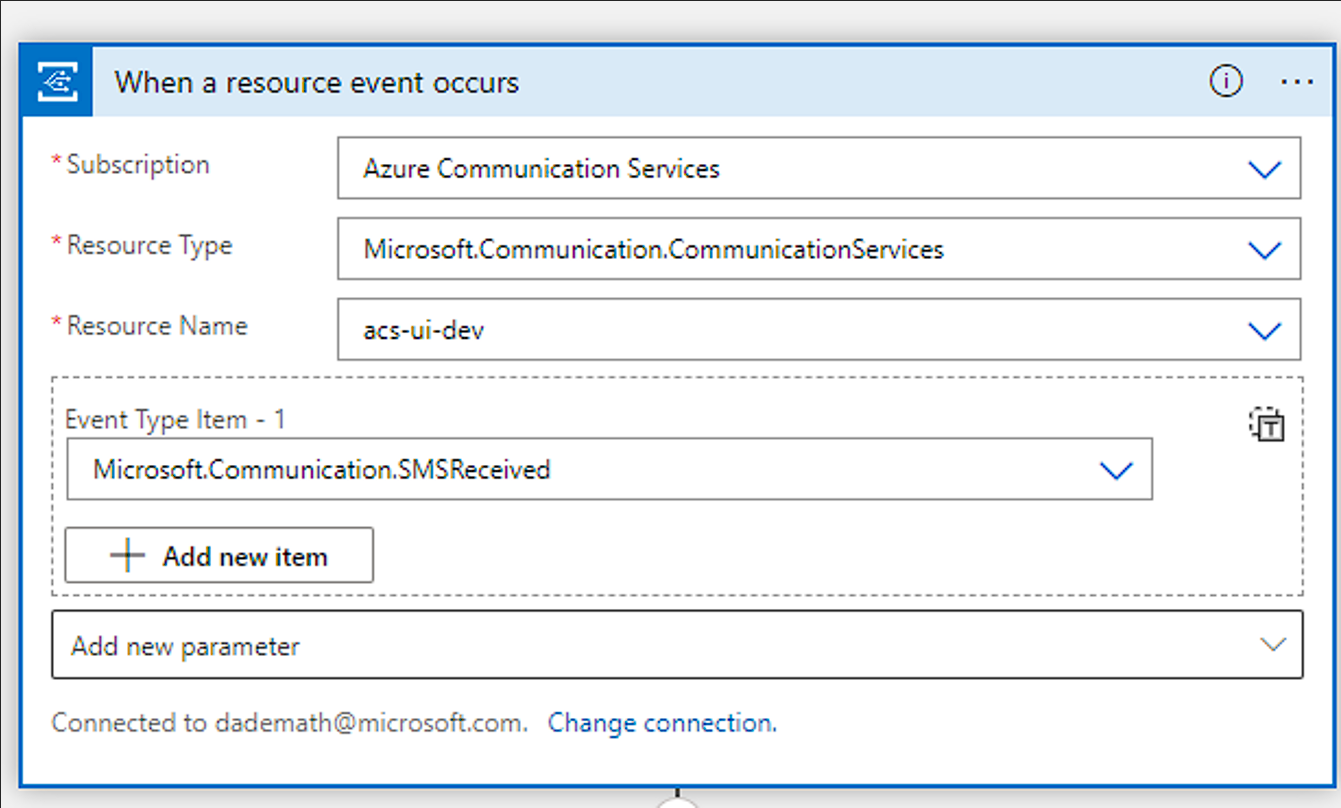 When a resource event occurs
* Subscription
Azure Communication Services
* Resource Type
Microsoft.Communication.CommunicationServices
* Resource Name
acs-ui-dev
Event Type Item - 1
Microsoft.Communication.SMSReceived
Add new item
Add new parameter
Connected to dademath@microsoft.com. Change connection.